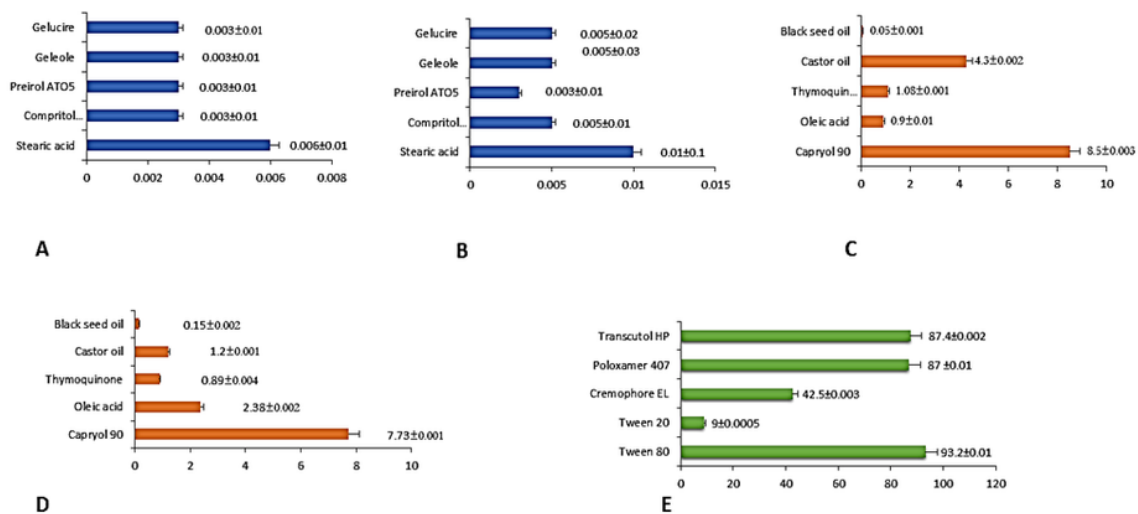 Gelucire 0.003±0.01
Geleole 0.003±0.01
Preirol ATO5 0.003±0.01
Compritol... 0.003±0.01
Stearic acid 0.006±0.01
0 0.002 0.004 0.006 0.008
A
Gelucire 0.005±0.02
Geleole 0.005±0.03
Preirol ATO5 0.003±0.01
Compritol... 0.005±0.01
Stearic acid 0.01±0.1
0 0.005 0.01 0.015
B
Black seed oil 0.05±0.001
Castor oil 4.3±0.002
Thymoquin... 1.08±0.001
Oleic acid 0.9±0.01
Capryol 90 8.5±0.003
0 2 4 6 8 10
C
Black seed oil 0.15±0.002
Castor oil 1.2±0.001
Thymoquinone 0.89±0.004
Oleic acid 2.38±0.002
Capryol 90 7.73±0.001
0 2 4 6 8 10
D
Transcutol HP 87.4±0.002
Poloxamer 407 87 ±0.01
Cremophore EL 42.5±0.003
Tween 20 9±0.0005
Tween 80 93.2±0.01
0 20 40 60 80 100 120
E